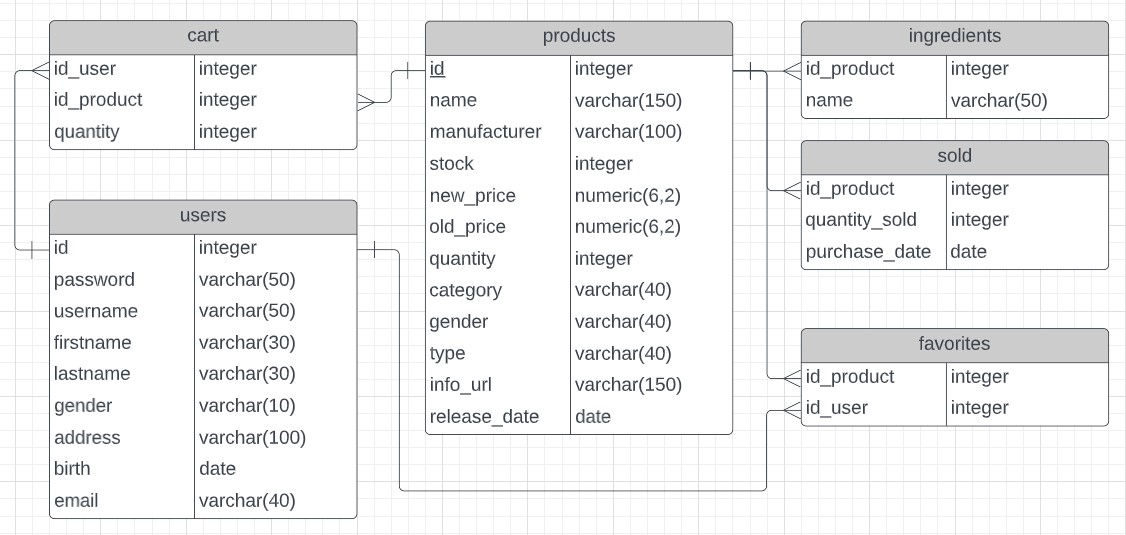 cart
id_user integer
id_product integer
quantity integer
users
id integer
password varchar(50)
username varchar(50)
firstname varchar(30)
lastname varchar(30)
gender varchar(10)
address varchar(100)
birth date
email varchar(40)
products
id integer
name varchar(150)
manufacturer varchar(100)
stock integer
new_price numeric(6,2)
old_price numeric(6,2)
quantity integer
category varchar(40)
gender varchar(40)
type varchar(40)
info_url varchar(150)
release_date date
ingredients
id_product integer
name varchar(50)
sold
id_product integer
quantity_sold integer
purchase_date date
favorites
id_product integer
id_user integer